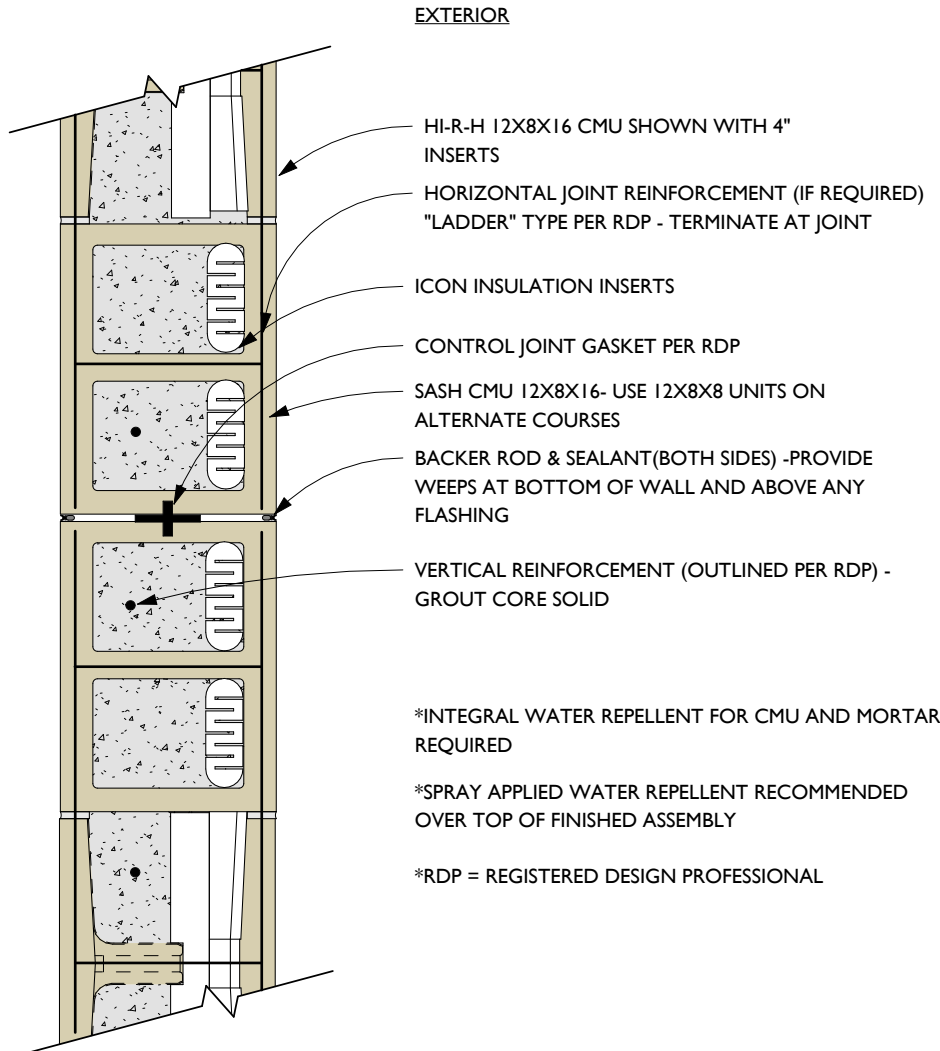 EXTERIOR
HI-R-H 12X8X16 CMU SHOWN WITH 4"
INSERTS
HORIZONTAL JOINT REINFORCEMENT (IF REQUIRED)
"LADDER" TYPE PER RDP - TERMINATE AT JOINT
ICON INSULATION INSERTS
CONTROL JOINT GASKET PER RDP
SASH CMU 12X8X16- USE 12X8X8 UNITS ON
ALTERNATE COURSES
BACKER ROD & SEALANT(BOTH SIDES) -PROVIDE
WEEPS AT BOTTOM OF WALL AND ABOVE ANY
FLASHING
VERTICAL REINFORCEMENT (OUTLINED PER RDP) -
GROUT CORE SOLID
*INTEGRAL WATER REPELLENT FOR CMU AND MORTAR
REQUIRED
*SPRAY APPLIED WATER REPELLENT RECOMMENDED
OVER TOP OF FINISHED ASSEMBLY
*RDP = REGISTERED DESIGN PROFESSIONAL